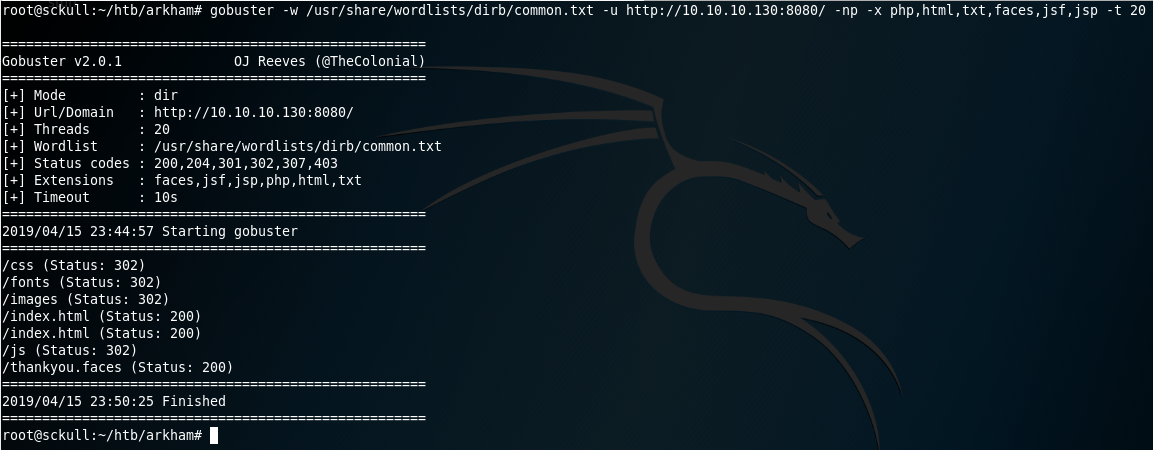 root@sckull:~/htb/arkham# gobuster -w /usr/share/wordlists/dirb/common.txt -u http://10.10.10.130:8080/ -np -x php,html,txt,faces,jsf,jsp -t 20
=====================================================
Gobuster v2.0.1              OJ Reeves (@TheColonial)
=====================================================
[+] Mode         : dir
[+] Url/Domain   : http://10.10.10.130:8080/
[+] Threads      : 20
[+] Wordlist     : /usr/share/wordlists/dirb/common.txt
[+] Status codes : 200,204,301,302,307,403
[+] Extensions   : faces,jsf,jsp,php,html,txt
[+] Timeout      : 10s
=====================================================
2019/04/15 23:44:57 Starting gobuster
=====================================================
/css (Status: 302)
/fonts (Status: 302)
/images (Status: 302)
/index.html (Status: 200)
/index.html (Status: 200)
/js (Status: 302)
/thankyou.faces (Status: 200)
=====================================================
2019/04/15 23:50:25 Finished
=====================================================
root@sckull:~/htb/arkham#